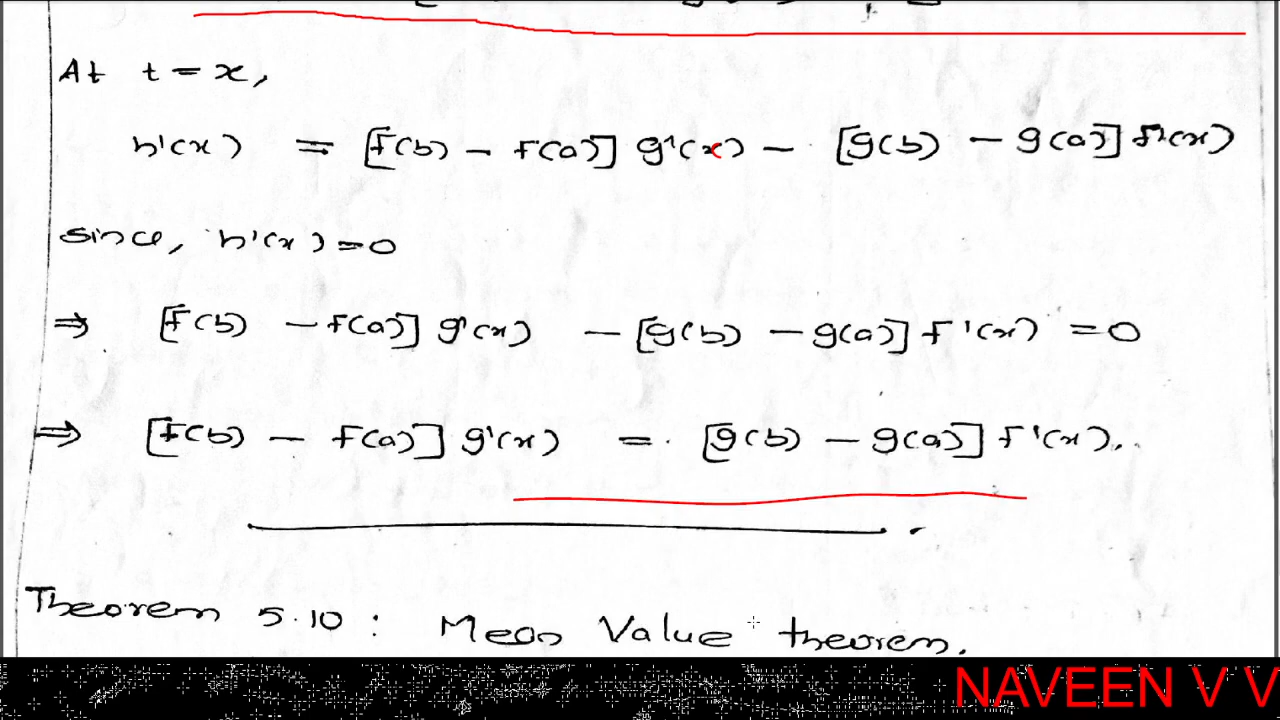 At t = x,
h'(x) = [f(b) - f(a)] g'(x) - [g(b) - g(a)] f'(x)
since, h'(x) = 0
⇒ [f(b) - f(a)] g'(x) - [g(b) - g(a)] f'(x) = 0
⇒ [f(b) - f(a)] g'(x) = [g(b) - g(a)] f'(x).
Theorem 5.10 : Mean Value theorem.
NAVEEN V V